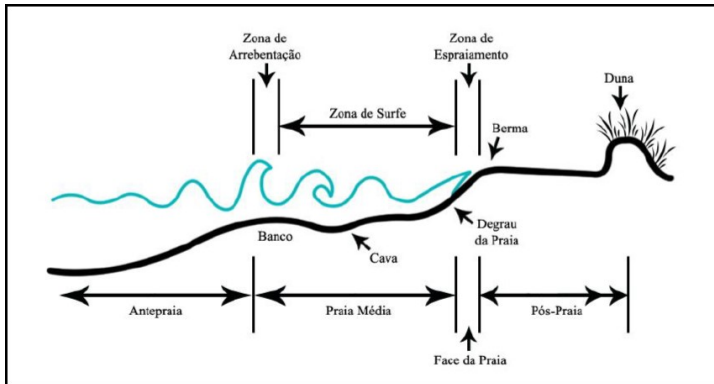 Zona de
Arrebentação
Zona de
Espraiamento
Duna
Zona de Surfe
Berma
Degrau
da Praia
Banco
Cava
Antepraia
Praia Média
Pós-Praia
Face da Praia